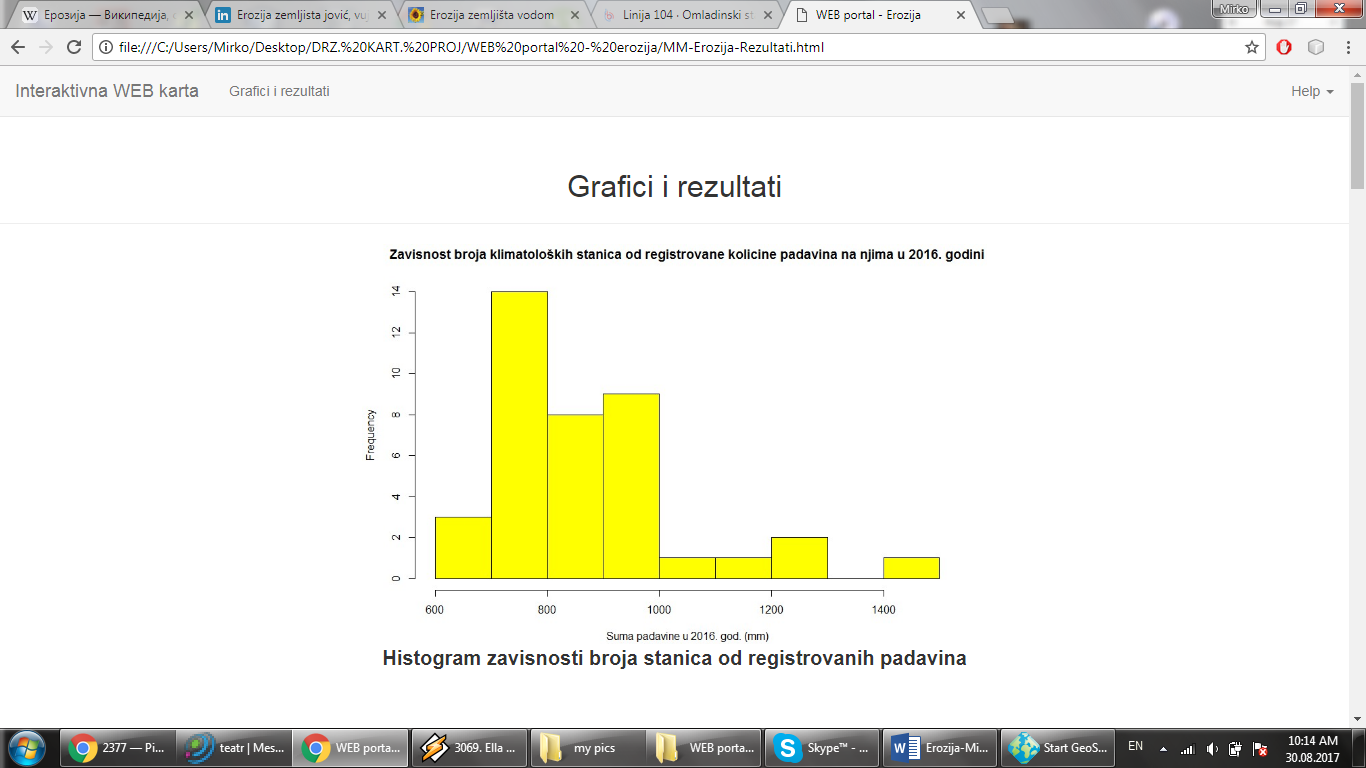 Ерозија — Википедија,
Erozija zemljista jović, vuj
Erozija zemljišta vodom
Linija 104 · Omladinski st
WEB portal - Erozija
Mirko
file:///C:/Users/Mirko/Desktop/DRZ.%20KART.%20PROJ/WEB%20portal%20-%20erozija/MM-Erozija-Rezultati.html
Interaktivna WEB karta
Grafici i rezultati
Help
Grafici i rezultati
Zavisnost broja klimatoloških stanica od registrovane kolicine padavina na njima u 2016. godini
14
12
10
8
6
4
2
0
Frequency
600 800 1000 1200 1400
Suma padavine u 2016. god. (mm)
Histogram zavisnosti broja stanica od registrovanih padavina
2377 — Pi...
teatr | Mes...
WEB porta...
3069. Ella ...
my pics
WEB porta...
Skype™ - ...
Erozija-Mi...
Start GeoS...
EN
10:14 AM
30.08.2017